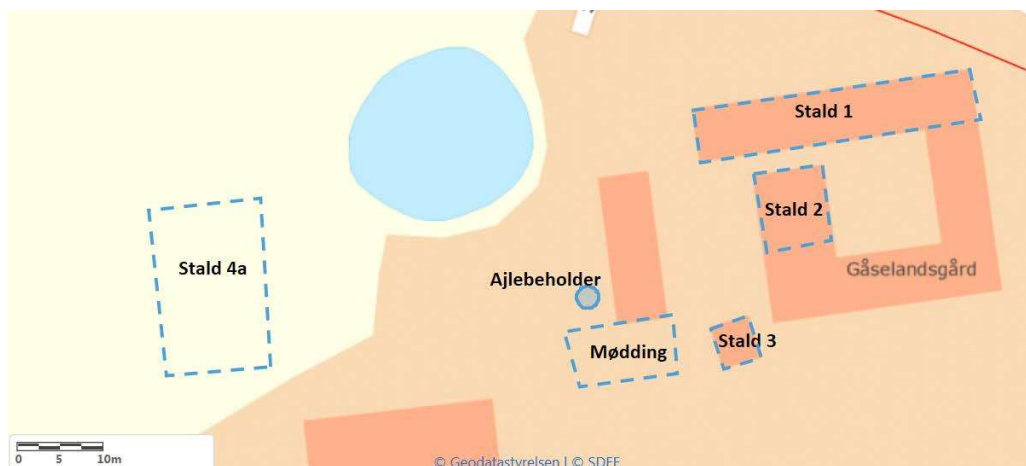 Stald 1
Stald 2
Stald 4a
Gåselandsgård
Ajlebeholder
Stald 3
Mødding
0 5 10m
© Geodatastyrelsen | © SDFE